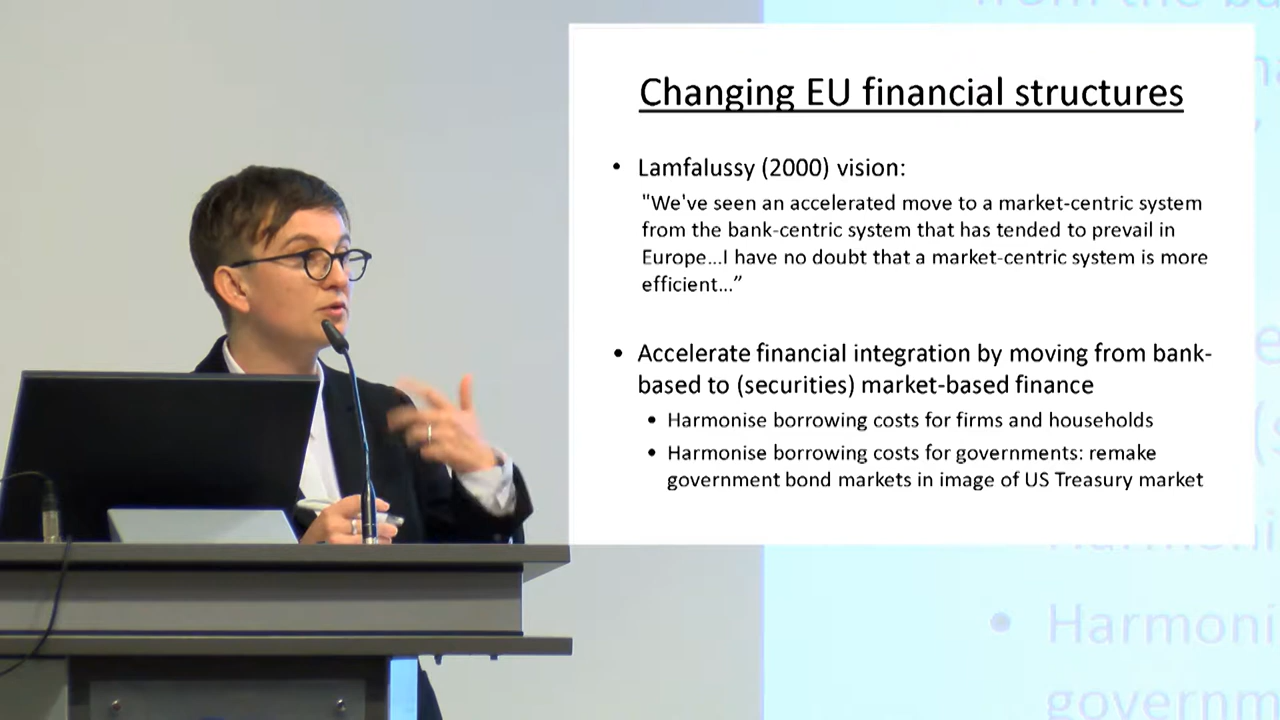 Changing EU financial structures
• Lamfalussy (2000) vision:
"We've seen an accelerated move to a market-centric system
from the bank-centric system that has tended to prevail in
Europe...I have no doubt that a market-centric system is more
efficient...”
• Accelerate financial integration by moving from bank-
based to (securities) market-based finance
• Harmonise borrowing costs for firms and households
• Harmonise borrowing costs for governments: remake
government bond markets in image of US Treasury market
• Harmoni
governm